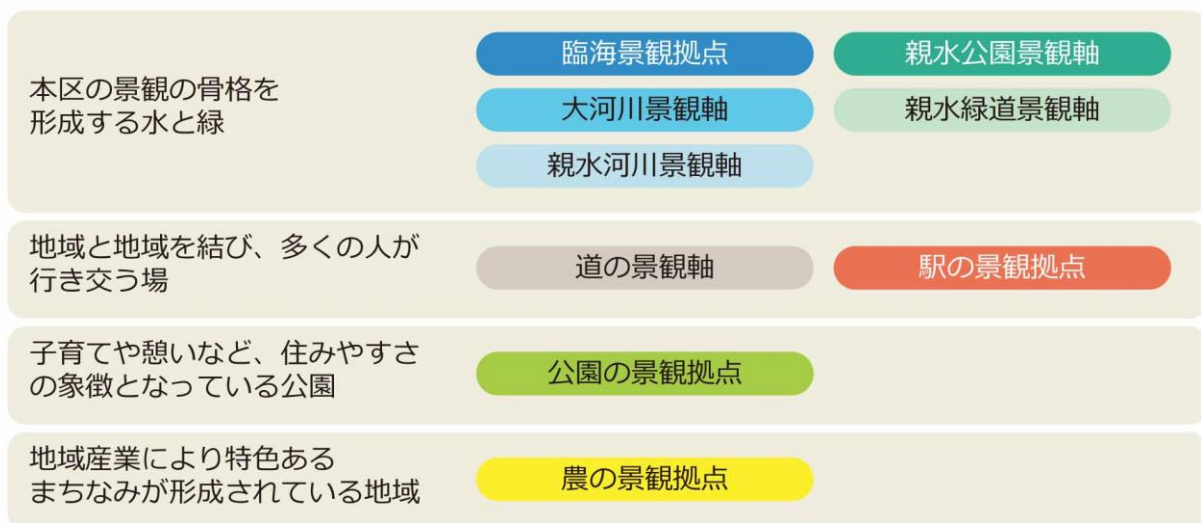 本区の景観の骨格を
形成する水と緑
臨海景観拠点
親水公園景観軸
大河川景観軸
親水緑道景観軸
親水河川景観軸
地域と地域を結び、多くの人が
行き交う場
道の景観軸
駅の景観拠点
子育てや憩いなど、住みやすさ
の象徴となっている公園
公園の景観拠点
地域産業により特色ある
まちなみが形成されている地域
農の景観拠点